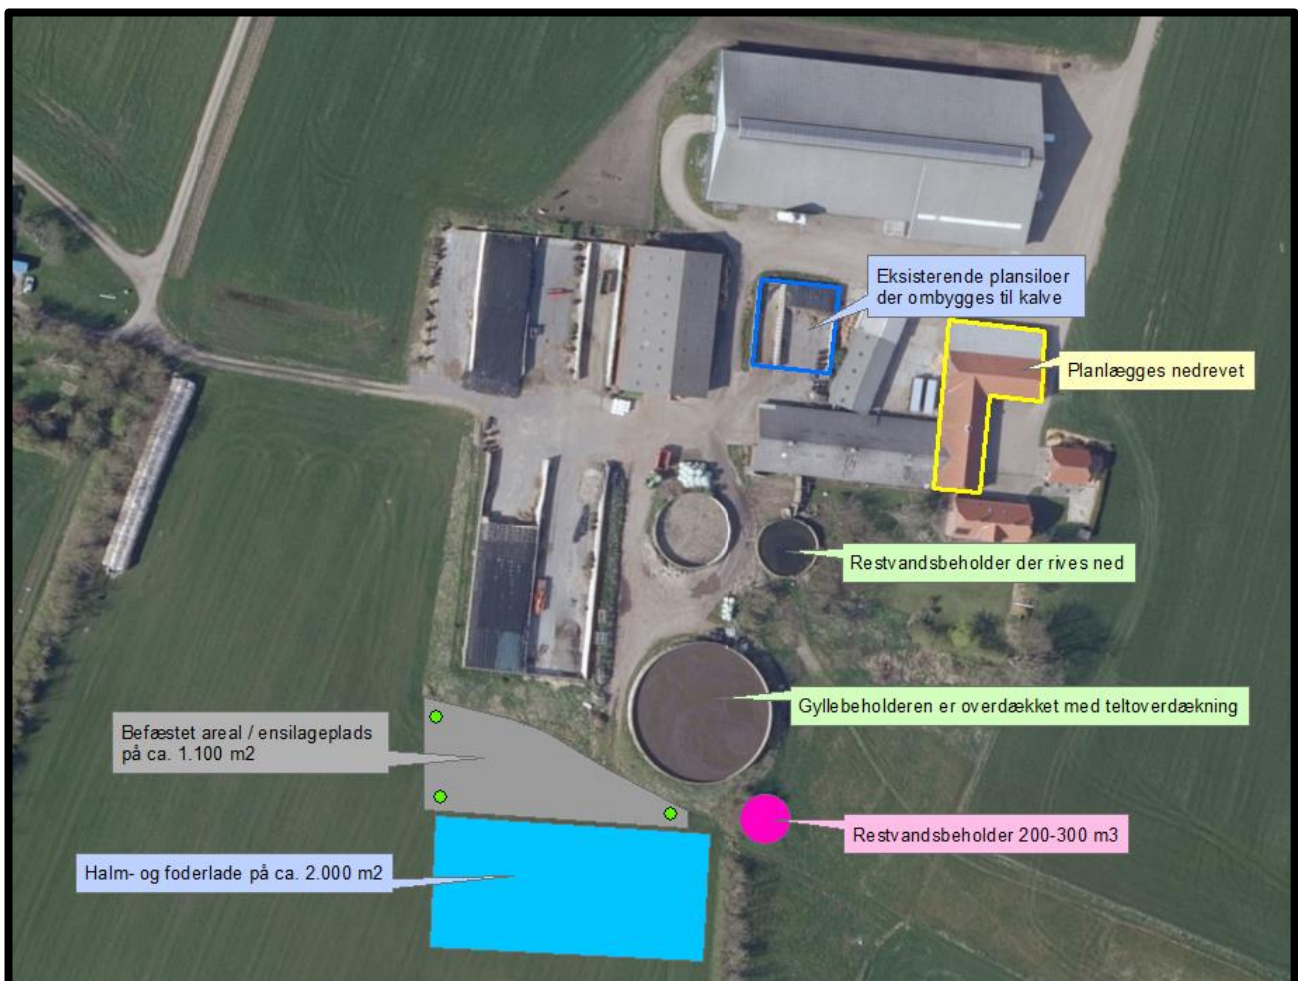 Eksisterende plansiloer
der ombygges til kalve
Planlægges nedrevet
Restvandsbeholder der rives ned
Gyllebeholderen er overdækket med teltoverdækning
Befæstet areal / ensilageplads
på ca. 1.100 m2
Restvandsbeholder 200-300 m3
Halm- og foderlade på ca. 2.000 m2